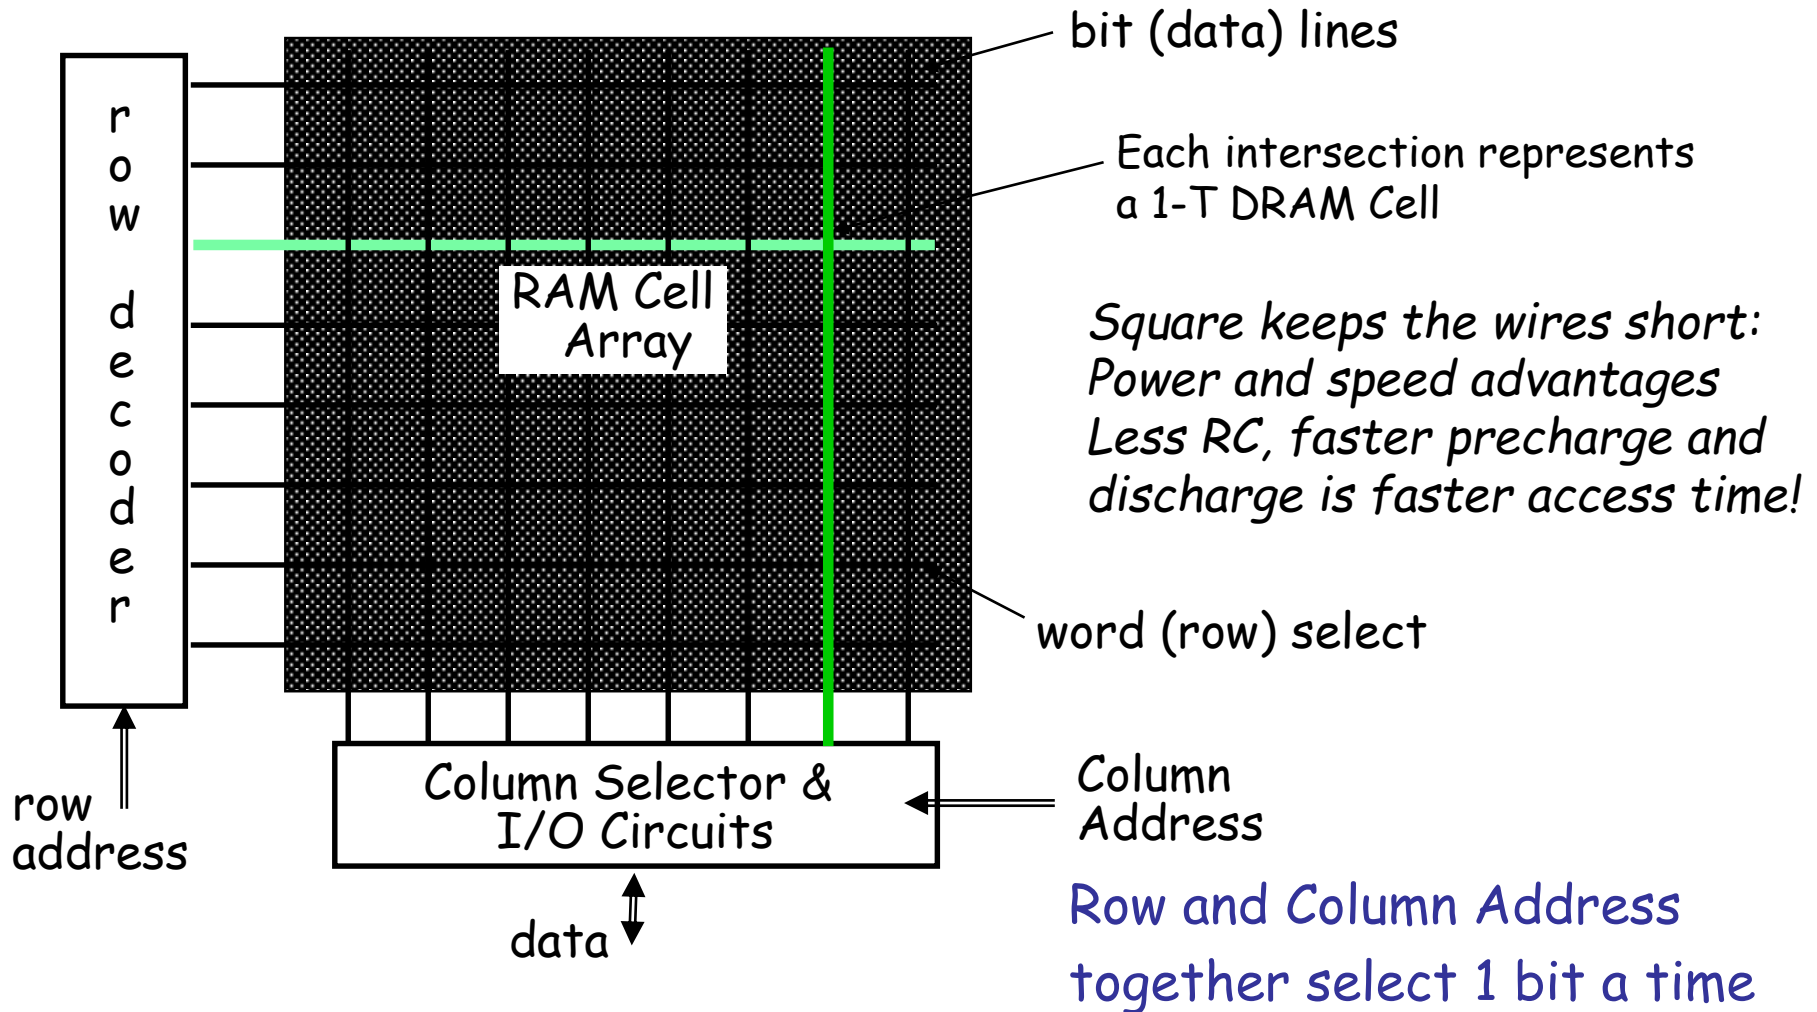 bit (data) lines
row decoder
Each intersection represents
a 1-T DRAM Cell
RAM Cell
Array
Square keeps the wires short:
Power and speed advantages
Less RC, faster precharge and
discharge is faster access time!
word (row) select
Column Selector &
I/O Circuits
Column
Address
row
address
data
Row and Column Address
together select 1 bit a time